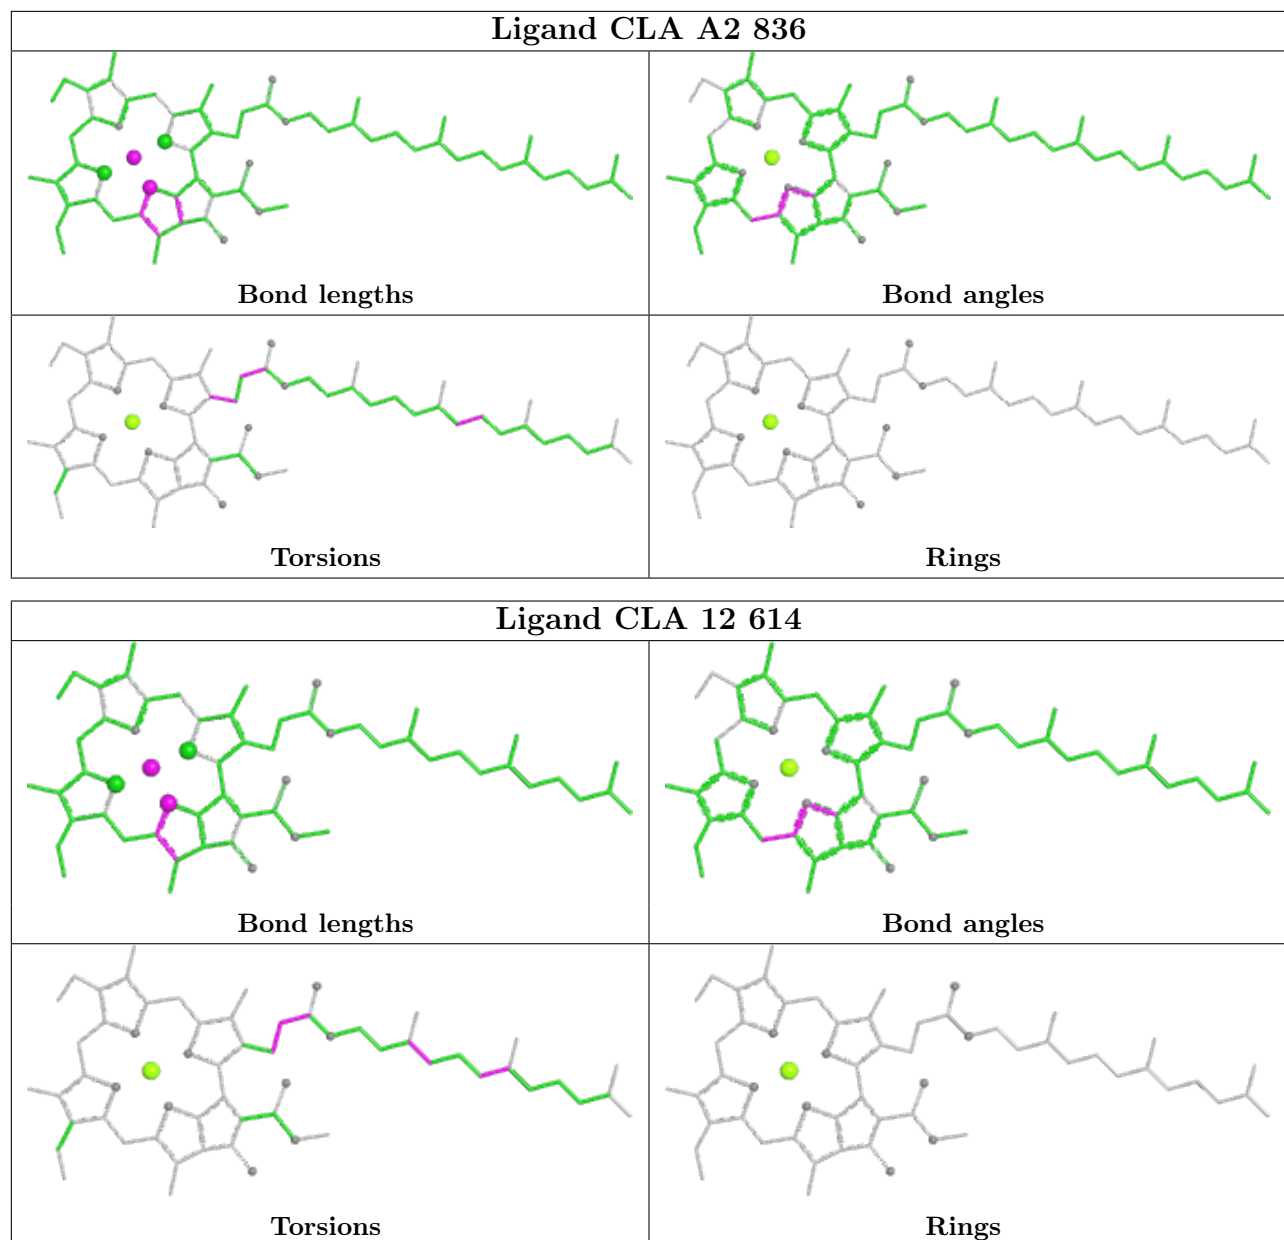 Ligand CLA A2 836
Bond lengths
Bond angles
Torsions
Rings
Ligand CLA 12 614
Bond lengths
Bond angles
Torsions
Rings